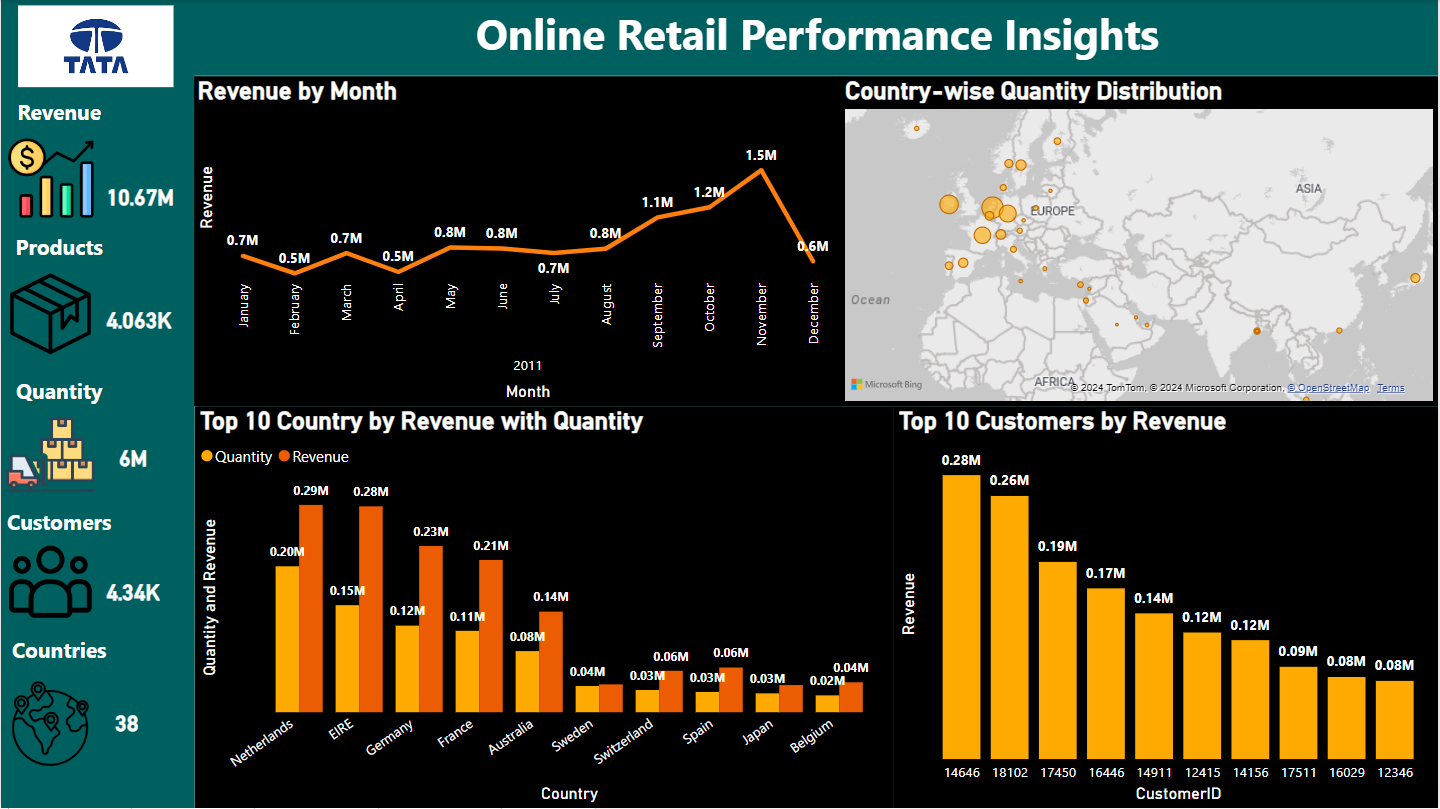 TATA
Online Retail Performance Insights
Revenue
$
10.67M
Products
4.063K
Quantity
6M
Customers
4.34K
Countries
38
Revenue by Month
Revenue
0.7M
0.5M
0.7M
0.5M
0.8M
0.8M
0.7M
0.8M
1.1M
1.2M
1.5M
0.6M
January
February
March
April
May
June
July
August
September
October
November
December
2011
Month
Country-wise Quantity Distribution
ASIA
EUROPE
Ocean
AFRICA
Microsoft Bing
© 2024 TomTom, © 2024 Microsoft Corporation, © OpenStreetMap Terms
Top 10 Country by Revenue with Quantity
Quantity Revenue
Quantity and Revenue
0.20M
0.29M
0.15M
0.28M
0.12M
0.23M
0.11M
0.21M
0.08M
0.14M
0.04M
0.03M
0.06M
0.03M
0.06M
0.03M
0.02M
0.04M
Netherlands
EIRE
Germany
France
Australia
Sweden
Switzerland
Spain
Japan
Belgium
Country
Top 10 Customers by Revenue
Revenue
0.28M
0.26M
0.19M
0.17M
0.14M
0.12M
0.12M
0.09M
0.08M
0.08M
14646 18102 17450 16446 14911 12415 14156 17511 16029 12346
CustomerID